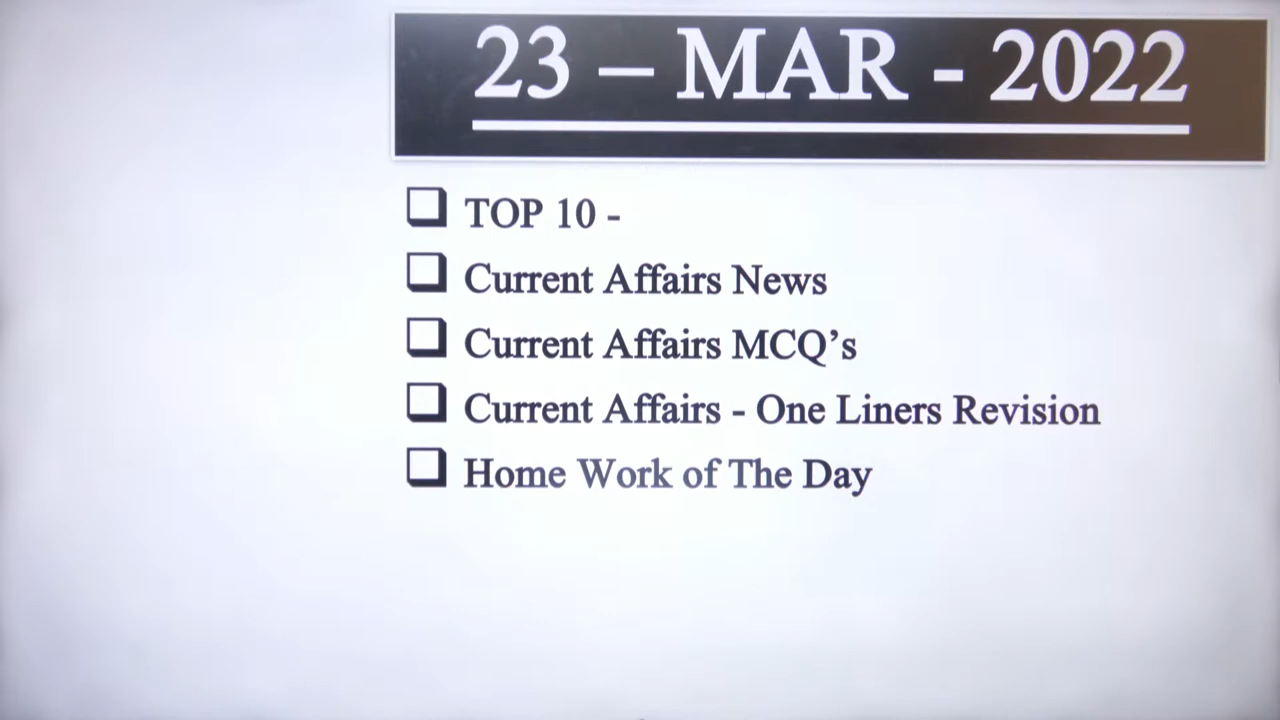 23 – MAR - 2022
TOP 10 -
Current Affairs News
Current Affairs MCQ’s
Current Affairs - One Liners Revision
Home Work of The Day